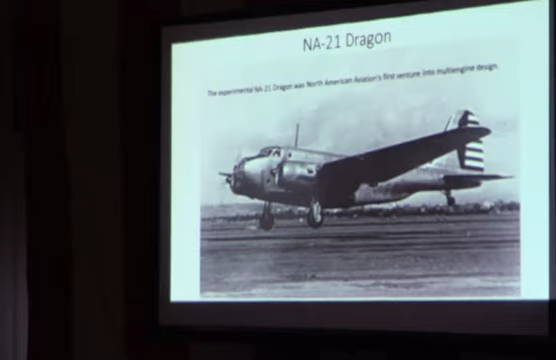 NA-21 Dragon
The experimental NA-21 Dragon was North American Aviation's first venture into multiengine design.